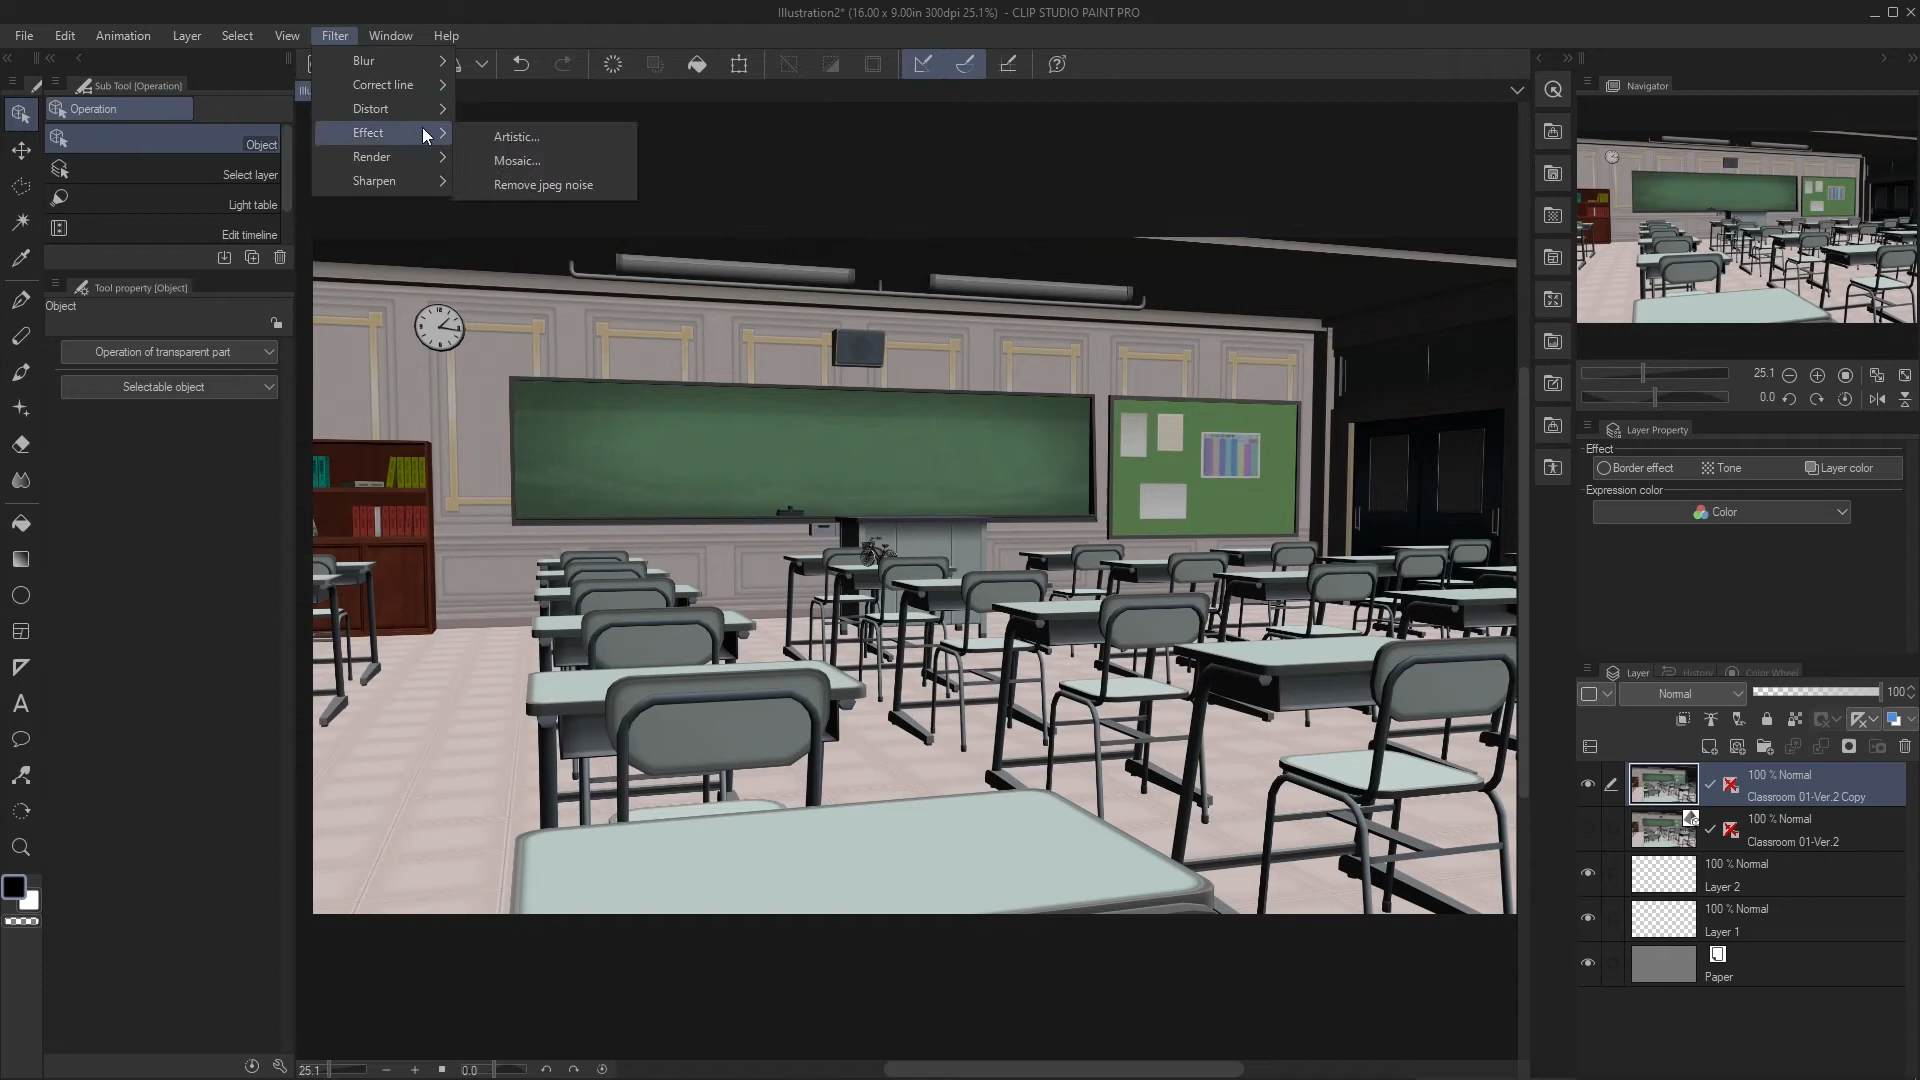 Illustration2* (16.00 x 9.00in 300dpi 25.1%) - CLIP STUDIO PAINT PRO
File Edit Animation Layer Select View Filter Window Help
Blur
Correct line
Distort
Effect
Render
Sharpen
Artistic...
Mosaic...
Remove jpeg noise
Sub Tool [Operation]
Operation
Object
Select layer
Light table
Edit timeline
Tool property [Object]
Object
Operation of transparent part
Selectable object
Navigator
25.1
0.0
Layer Property
Effect
Border effect Tone Layer color
Expression color
Color
Layer History Color Wheel
Normal 100
100 % Normal
Classroom 01-Ver.2 Copy
100 % Normal
Classroom 01-Ver.2
100 % Normal
Layer 2
100 % Normal
Layer 1
Paper
25.1 0.0